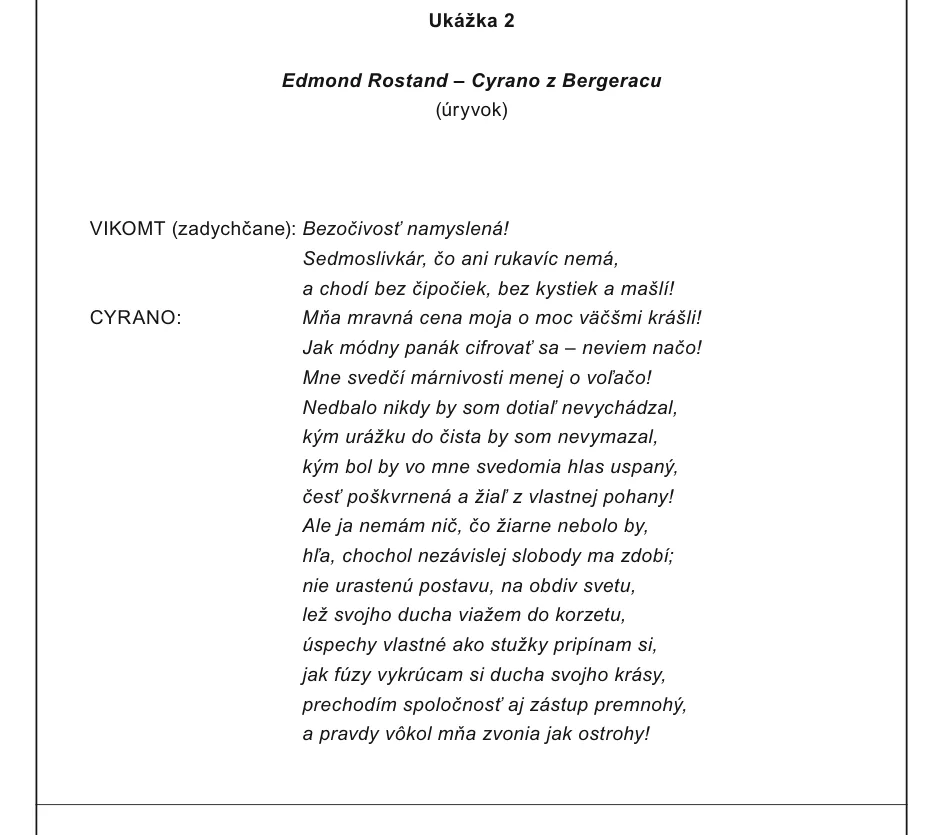 Ukážka 2
Edmond Rostand – Cyrano z Bergeracu
(úryvok)
VIKOMT (zadychčane): Bezočivosť namyslená!
Sedmoslivkár, čo ani rukavíc nemá,
a chodí bez čipočiek, bez kystiek a mašlí!
CYRANO: Mňa mravná cena moja o moc väčšmi krášli!
Jak módny panák cifrovať sa – neviem načo!
Mne svedčí márnivosti menej o voľačo!
Nedbalo nikdy by som dotiaľ nevychádzal,
kým urážku do čista by som nevymazal,
kým bol by vo mne svedomia hlas uspaný,
česť poškvrnená a žiaľ z vlastnej pohany!
Ale ja nemám nič, čo žiarne nebolo by,
hľa, chochol nezávislej slobody ma zdobí;
nie urastenú postavu, na obdiv svetu,
lež svojho ducha viažem do korzetu,
úspechy vlastné ako stužky pripínam si,
jak fúzy vykrúcam si ducha svojho krásy,
prechodím spoločnosť aj zástup premnohý,
a pravdy vôkol mňa zvonia jak ostrohy!